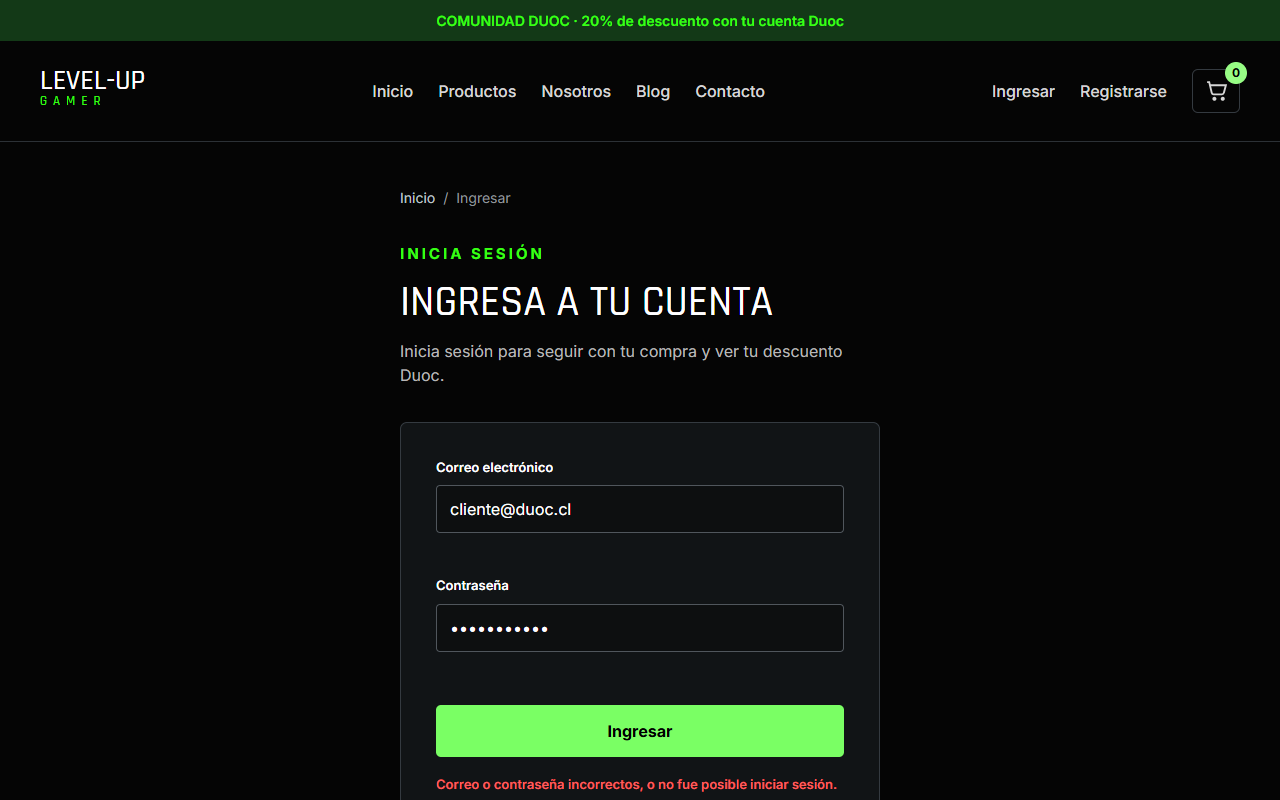 COMUNIDAD DUOC · 20% de descuento con tu cuenta Duoc
LEVEL-UP
GAMER
Inicio
Productos
Nosotros
Blog
Contacto
Ingresar
Registrarse
0
Inicio / Ingresar
INICIA SESIÓN
INGRESA A TU CUENTA
Inicia sesión para seguir con tu compra y ver tu descuento
Duoc.
Correo electrónico
cliente@duoc.cl
Contraseña
•••••••••••
Ingresar
Correo o contraseña incorrectos, o no fue posible iniciar sesión.